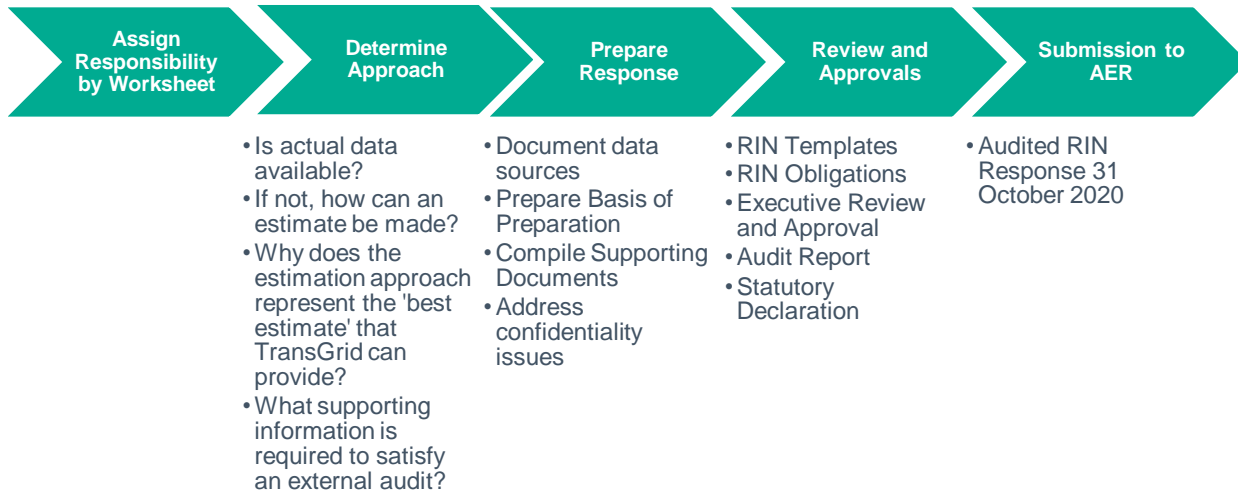 Assign
Responsibility
by Worksheet
Determine
Approach
Prepare
Response
Review and
Approvals
Submission to
AER
• Is actual data
available?
• If not, how can an
estimate be made?
• Why does the
estimation approach
represent the 'best
estimate' that
TransGrid can
provide?
• What supporting
information is
required to satisfy
an external audit?
• Document data
sources
• Prepare Basis of
Preparation
• Compile Supporting
Documents
• Address
confidentiality
issues
• RIN Templates
• RIN Obligations
• Executive Review
and Approval
• Audit Report
• Statutory
Declaration
• Audited RIN
Response 31
October 2020